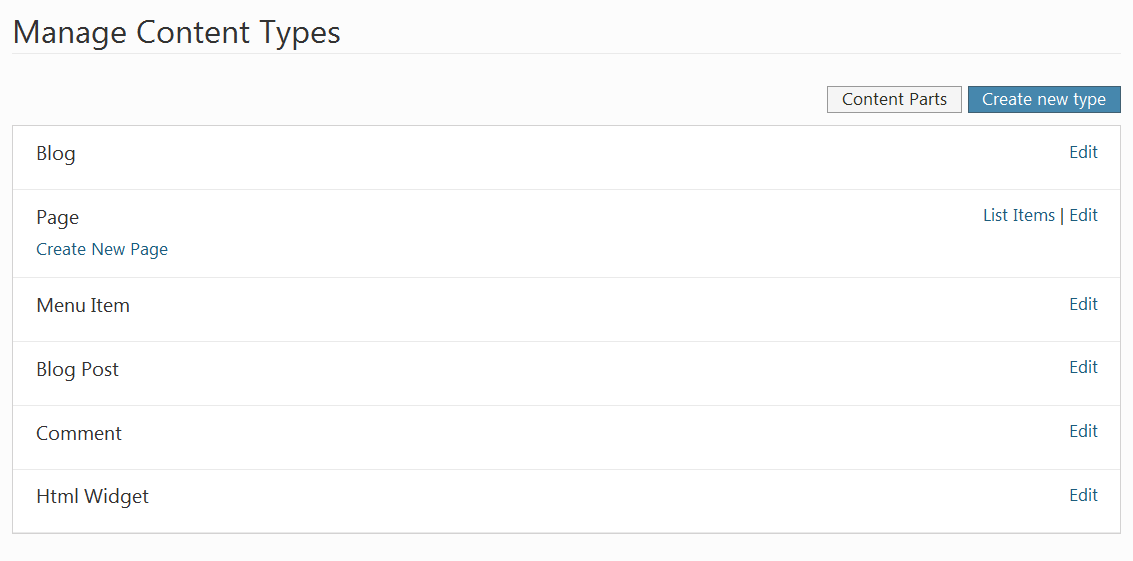 Manage Content Types
Content Parts Create new type
Blog Edit
Page List Items | Edit
Create New Page
Menu Item Edit
Blog Post Edit
Comment Edit
Html Widget Edit